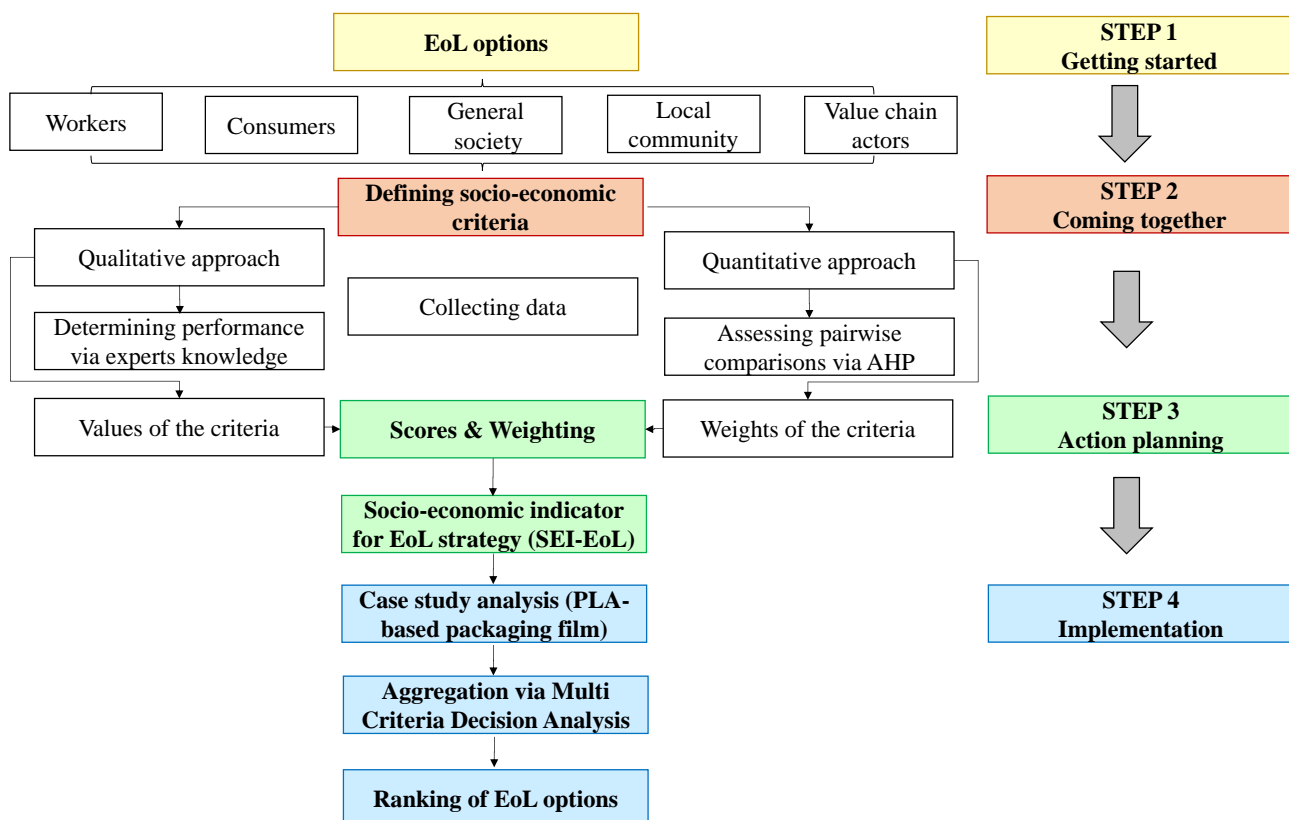 EoL options
STEP 1
Getting started
Workers
Consumers
General
society
Local
community
Value chain
actors
Defining socio-economic
criteria
STEP 2
Coming together
Qualitative approach
Quantitative approach
Collecting data
Determining performance
via experts knowledge
Assessing pairwise
comparisons via AHP
Values of the criteria
Scores & Weighting
Weights of the criteria
STEP 3
Action planning
Socio-economic indicator
for EoL strategy (SEI-EoL)
Case study analysis (PLA-
based packaging film)
STEP 4
Implementation
Aggregation via Multi
Criteria Decision Analysis
Ranking of EoL options